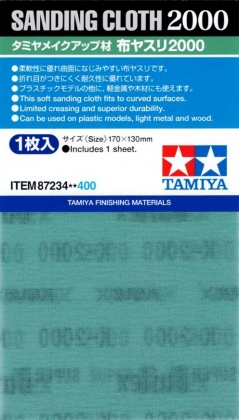 SANDING CLOTH 2000
タミヤメイクアップ材 布ヤスリ2000
●柔軟性に優れ曲面になじみやすい布ヤスリです。
●折れ目がつきにくく耐久性に優れています。
●プラスチックモデルの他に、軽金属や木材にも使えます。
●This soft sanding cloth fits to curved surfaces.
●Limited creasing and superior durability.
●Can be used on plastic models, light metal and wood.
1枚入
サイズ(Size) 170×130mm
●Includes 1 sheet.
ITEM 87234★★400
TAMIYA
TAMIYA FINISHING MATERIALS